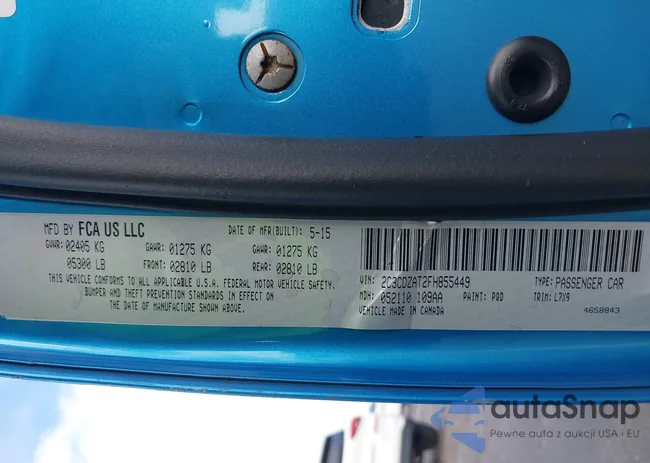 MFD BY FCA US LLC
DATE OF MFR(BUILT): 5-15
GVWR: 02405 KG GAWR: 01275 KG GAWR: 01275 KG
05300 LB FRONT: 02810 LB REAR: 02810 LB
THIS VEHICLE CONFORMS TO ALL APPLICABLE U.S.A. FEDERAL MOTOR VEHICLE SAFETY,
BUMPER AND THEFT PREVENTION STANDARDS IN EFFECT ON
THE DATE OF MANUFACTURE SHOWN ABOVE.
VIN: 2C3CDZAT2FH855449 TYPE: PASSENGER CAR
MDH: 052110 109AA PAINT: PQD TRIM: L7X9
VEHICLE MADE IN CANADA 4658843
autaSnap
Pewne auta z aukcji USA i EU